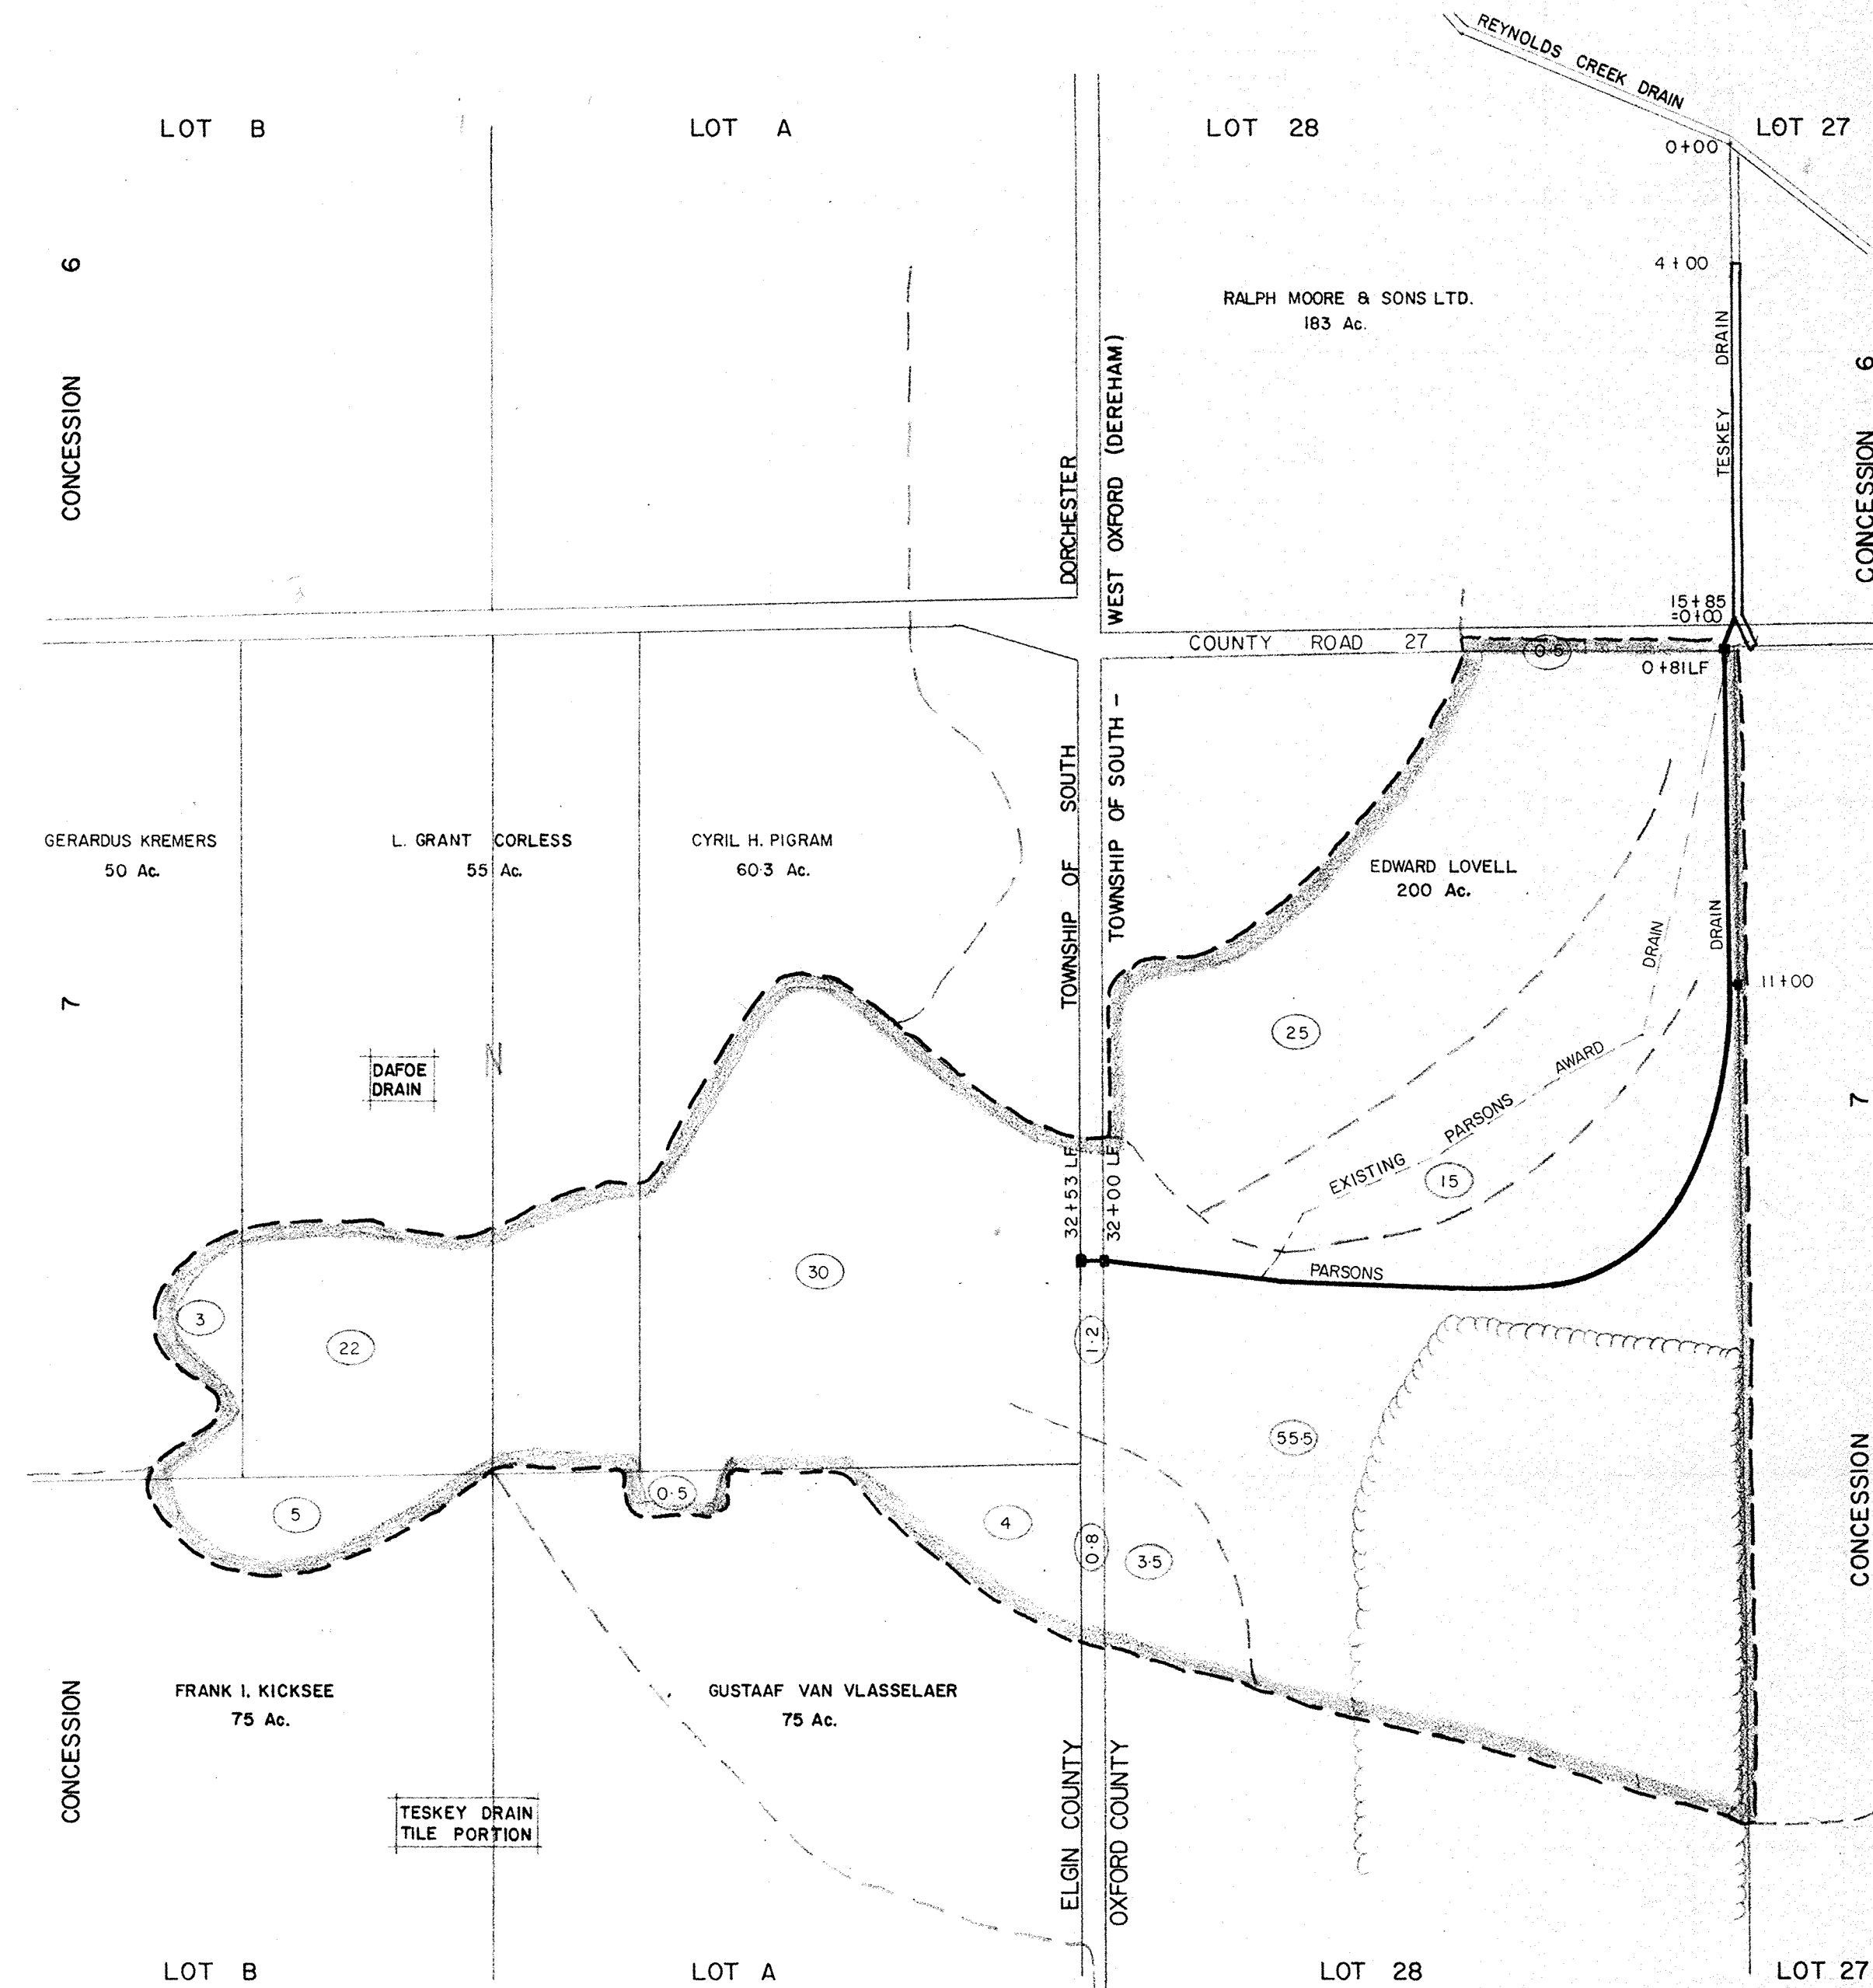 REYNOLDS CREEK DRAIN
LOT B
LOT A
LOT 28
LOT 27
0+00
6
4+00
RALPH MOORE & SONS LTD.
183 Ac.
TESKEY DRAIN
CONCESSION
DORCHESTER
WEST OXFORD (DEREHAM)
CONCESSION 6
15+85
=0+00
COUNTY ROAD 27
0.5
0+81LF
TOWNSHIP OF SOUTH
TOWNSHIP OF SOUTH -
GERARDUS KREMERS
50 Ac.
L. GRANT CORLESS
55 Ac.
CYRIL H. PIGRAM
60.3 Ac.
EDWARD LOVELL
200 Ac.
DRAIN
DRAIN
11+00
7
25
DAFOE
DRAIN
N
EXISTING PARSONS AWARD
7
15
32+53 LF
32+00 LF
30
PARSONS
3
22
1.2
55.5
5
0.5
4
0.8
3.5
CONCESSION
FRANK I. KICKSEE
75 Ac.
GUSTAAF VAN VLASSELAER
75 Ac.
CONCESSION
TESKEY DRAIN
TILE PORTION
ELGIN COUNTY
OXFORD COUNTY
LOT B
LOT A
LOT 28
LOT 27